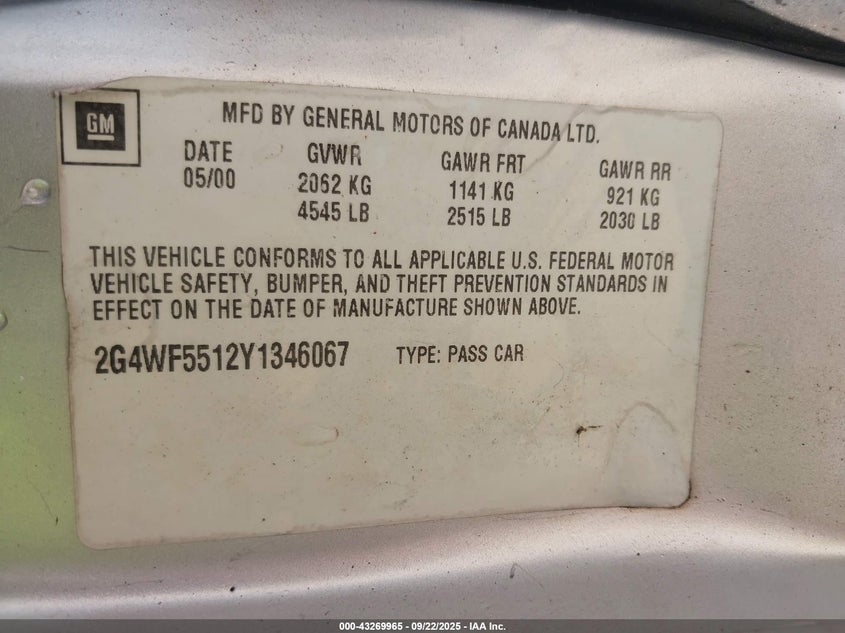 GM
MFD BY GENERAL MOTORS OF CANADA LTD.
DATE GVWR GAWR FRT GAWR RR
05/00 2062 KG 1141 KG 921 KG
4545 LB 2515 LB 2030 LB
THIS VEHICLE CONFORMS TO ALL APPLICABLE U.S. FEDERAL MOTOR
VEHICLE SAFETY, BUMPER, AND THEFT PREVENTION STANDARDS IN
EFFECT ON THE DATE OF MANUFACTURE SHOWN ABOVE.
2G4WF5512Y1346067 TYPE: PASS CAR
000-43269965 - 09/22/2025 - IAA Inc.